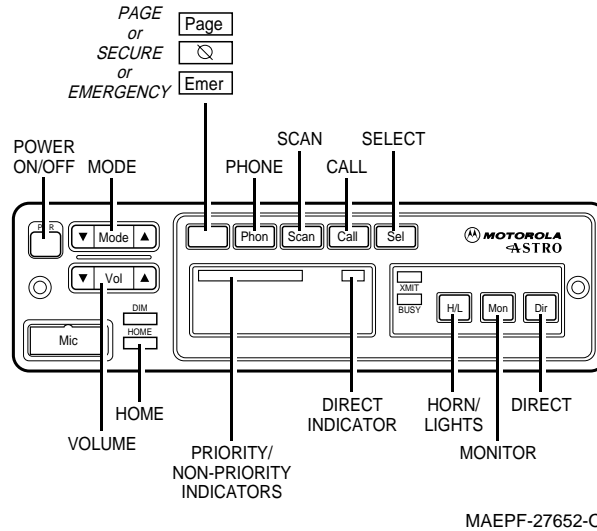 PAGE
or
SECURE
or
EMERGENCY
Page
Emer
POWER
ON/OFF
MODE
PHONE
SCAN
CALL
SELECT
PWR
Mode
Vol
Phon
Scan
Call
Sel
MOTOROLA
ASTRO
DIM
HOME
Mic
XMIT
BUSY
H/L
Mon
Dir
HOME
VOLUME
PRIORITY/
NON-PRIORITY
INDICATORS
DIRECT
INDICATOR
HORN/
LIGHTS
MONITOR
DIRECT
MAEPF-27652-O